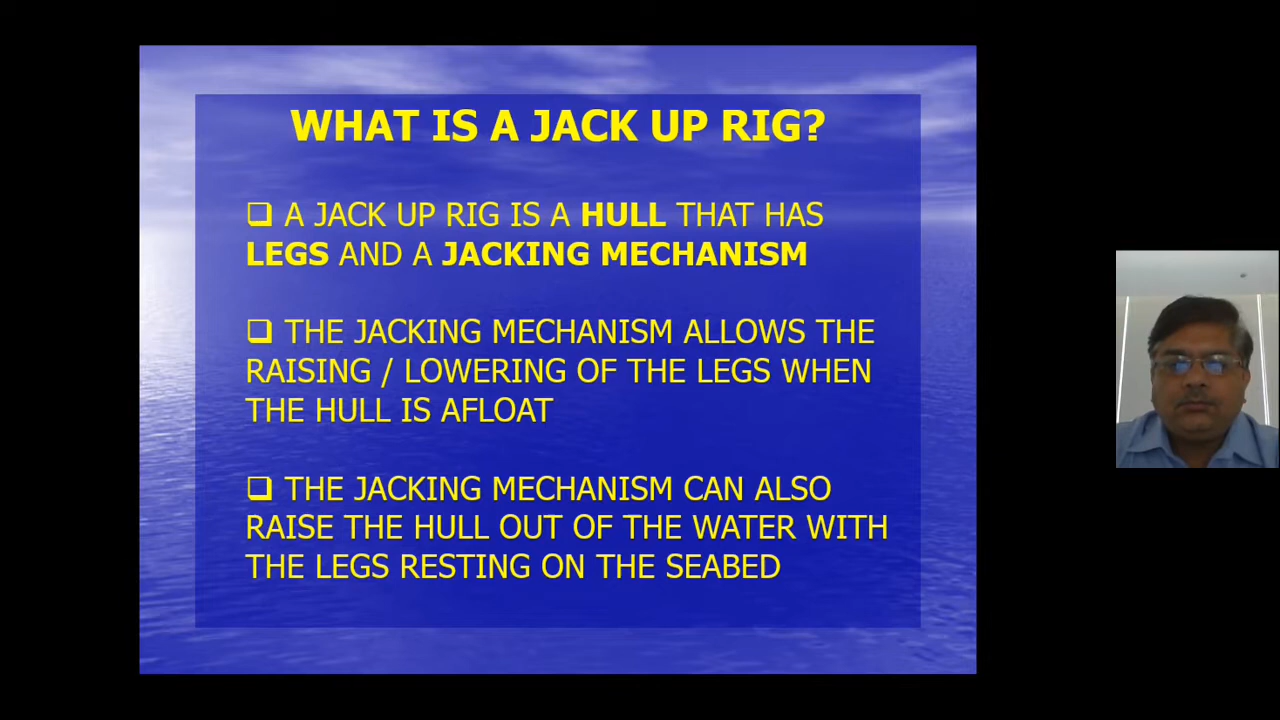 WHAT IS A JACK UP RIG?
❑ A JACK UP RIG IS A HULL THAT HAS
LEGS AND A JACKING MECHANISM
❑ THE JACKING MECHANISM ALLOWS THE
RAISING / LOWERING OF THE LEGS WHEN
THE HULL IS AFLOAT
❑ THE JACKING MECHANISM CAN ALSO
RAISE THE HULL OUT OF THE WATER WITH
THE LEGS RESTING ON THE SEABED